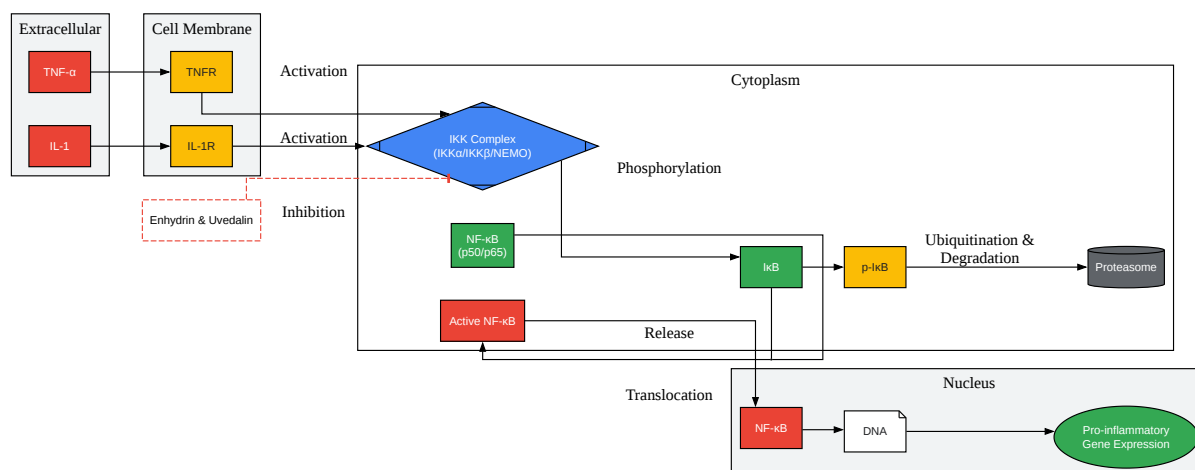 Extracellular
Cell Membrane
TNF-α
TNFR
Activation
Cytoplasm
IL-1
IL-1R
Activation
IKK Complex
(IKKα/IKKβ/NEMO)
Phosphorylation
Enhydrin & Uvedalin
Inhibition
NF-κB
(p50/p65)
IκB
p-IκB
Ubiquitination &
Degradation
Proteasome
Active NF-κB
Release
Translocation
Nucleus
NF-κB
DNA
Pro-inflammatory
Gene Expression